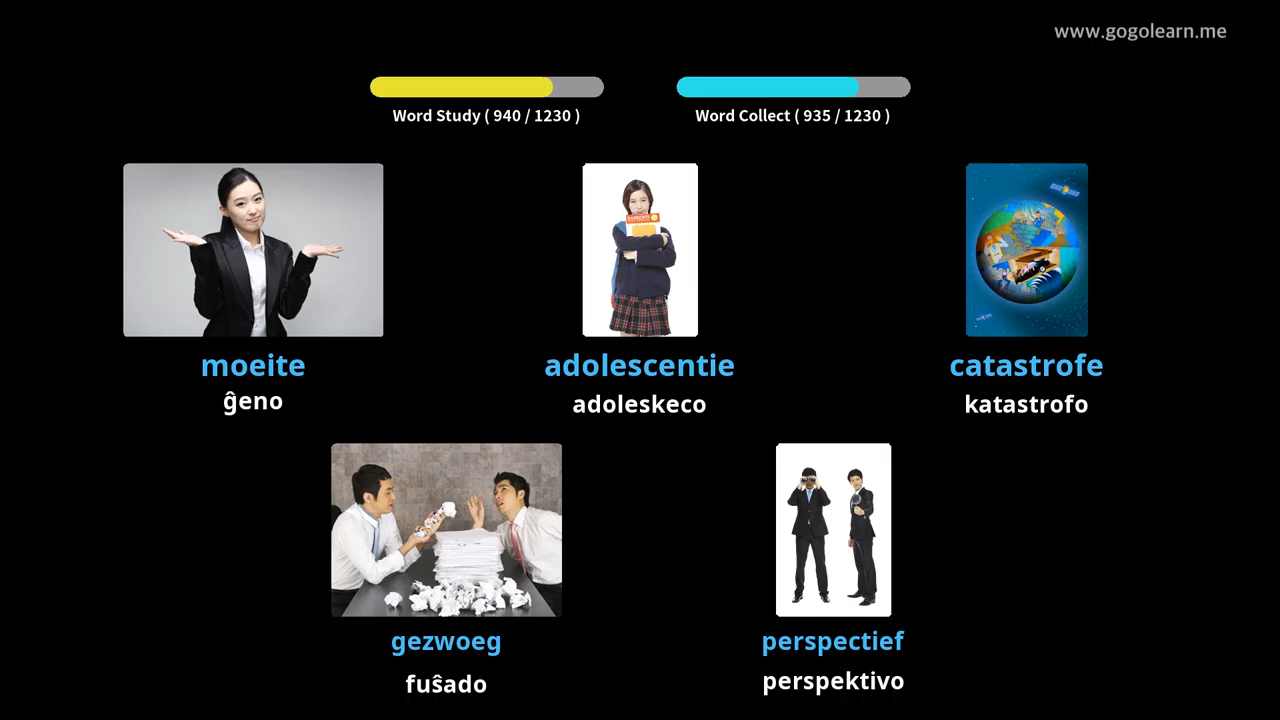 www.gogolearn.me
Word Study ( 940 / 1230 )
Word Collect ( 935 / 1230 )
moeite
ĝeno
adolescentie
adoleskeco
catastrofe
katastrofo
gezwoeg
fuŝado
perspectief
perspektivo